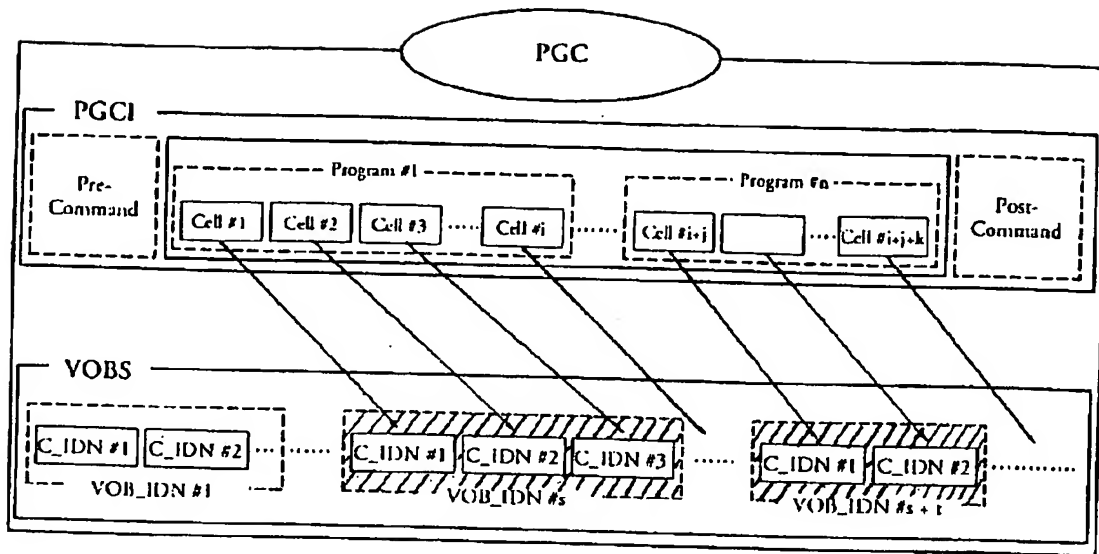 PGC
PGCI
Pre-
Command
Program #1
Cell #1 Cell #2 Cell #3 ...... Cell #i ........
Program #n
Cell #i+j .... Cell #i+j+k
Post-
Command
VOBS
C_IDN #1 C_IDN #2 ..........
VOB_IDN #1
C_IDN #1 C_IDN #2 C_IDN #3 ......
VOB_IDN #s
C_IDN #1 C_IDN #2 ............
VOB_IDN #s + t